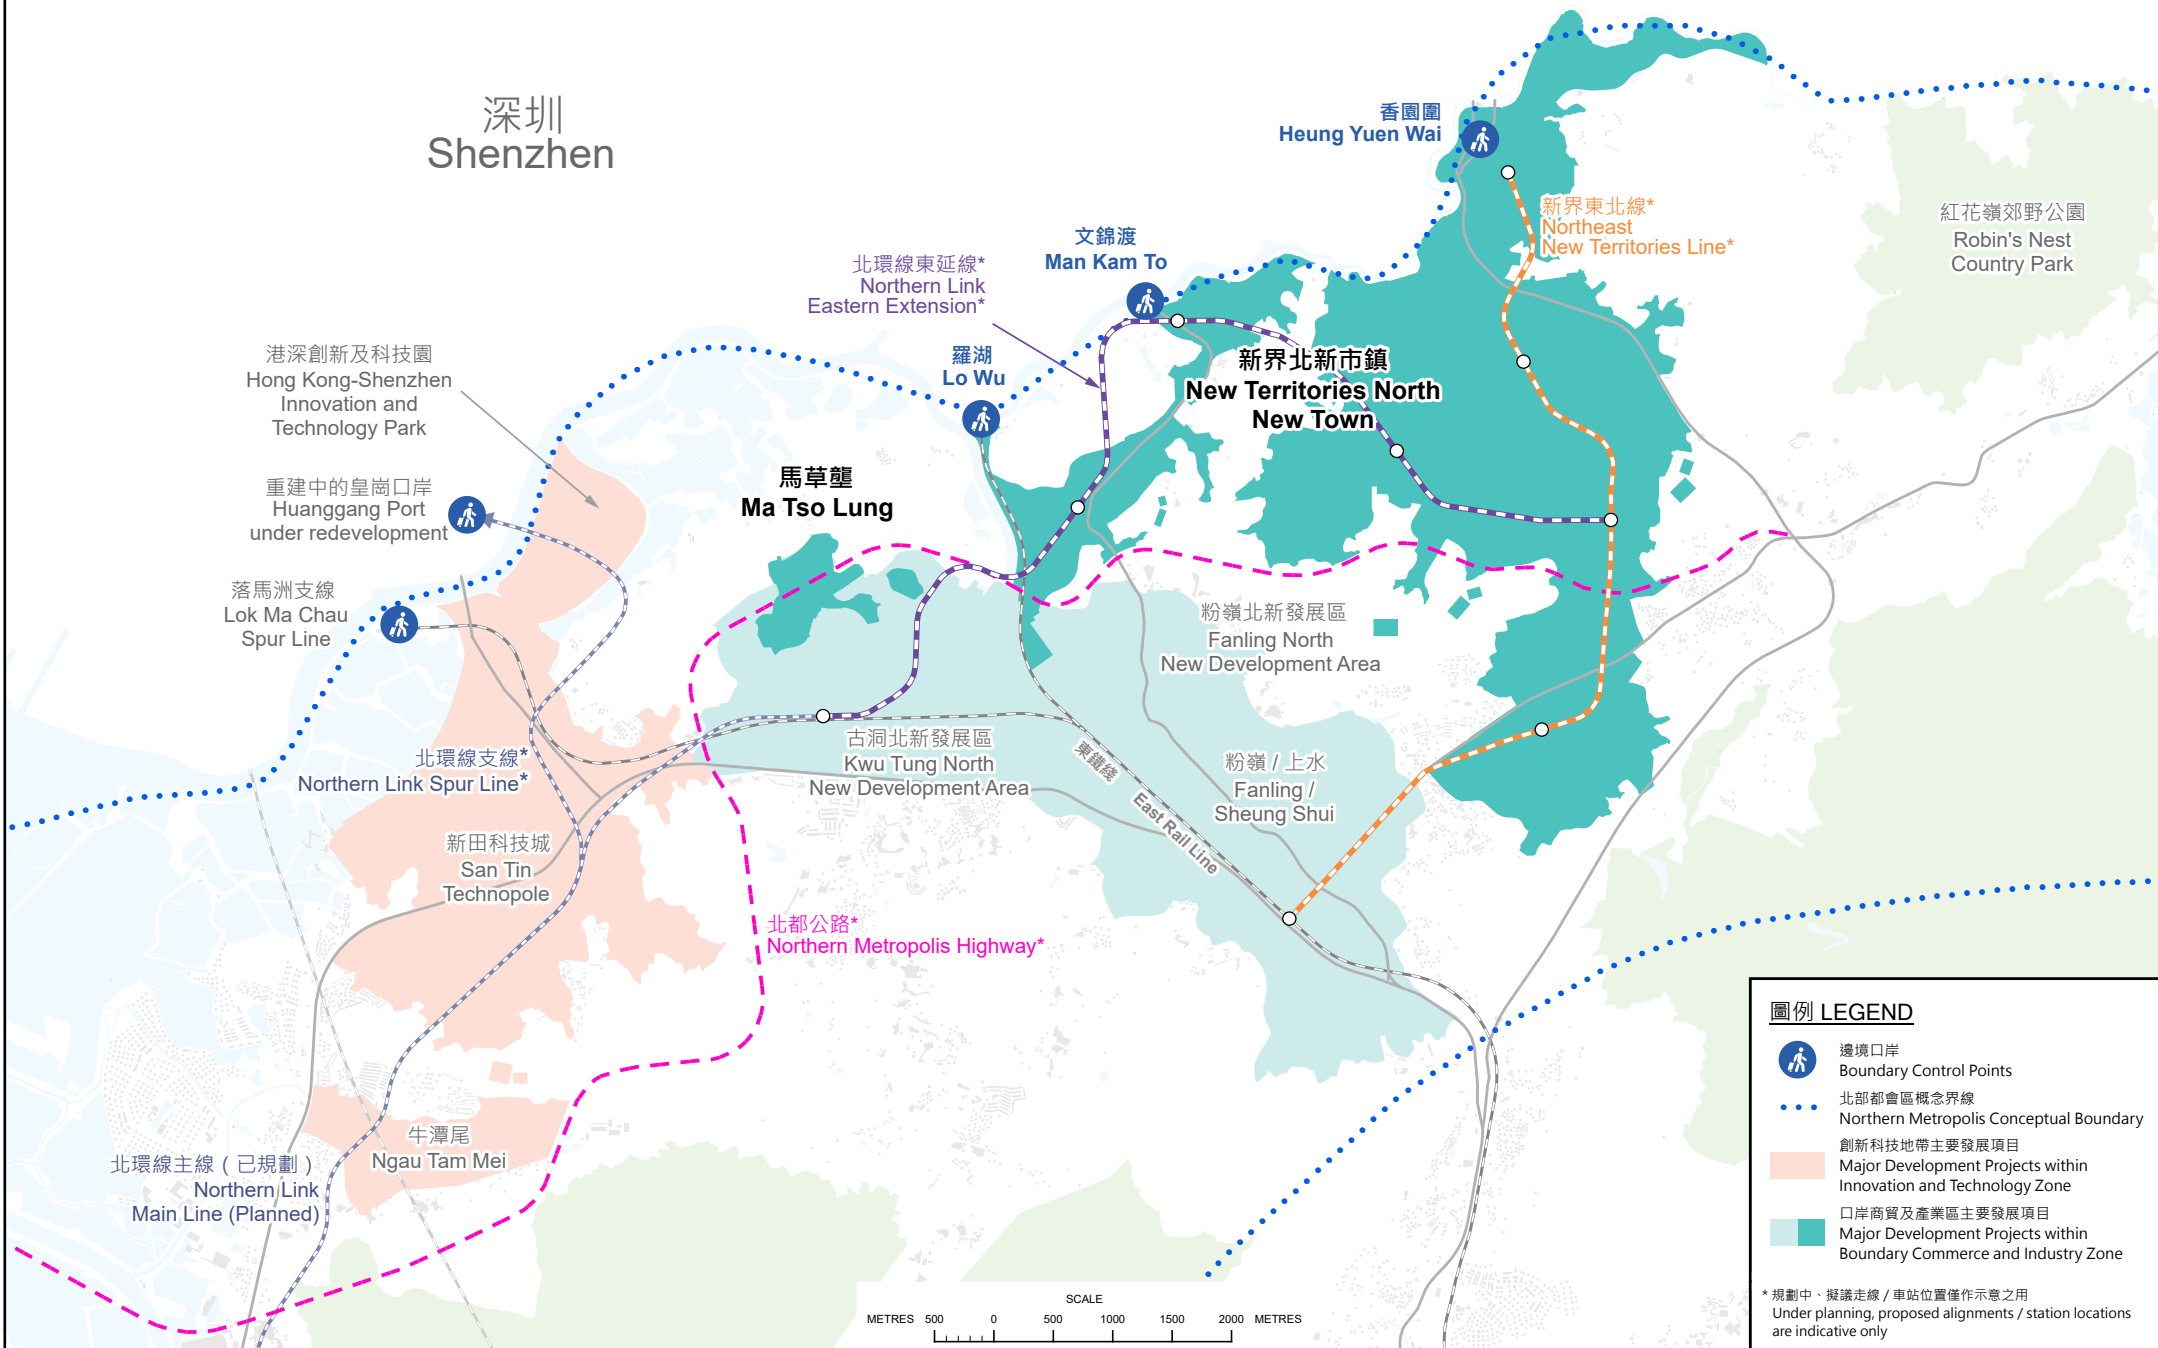 深圳
Shenzhen
香園圍
Heung Yuen Wai
新界東北線*
Northeast
New Territories Line*
紅花嶺郊野公園
Robin's Nest
Country Park
文錦渡
Man Kam To
北環線東延線*
Northern Link
Eastern Extension*
羅湖
Lo Wu
港深創新及科技園
Hong Kong-Shenzhen
Innovation and
Technology Park
新界北新市鎮
New Territories North
New Town
馬草壟
Ma Tso Lung
重建中的皇崗口岸
Huanggang Port
under redevelopment
落馬洲支線
Lok Ma Chau
Spur Line
粉嶺北新發展區
Fanling North
New Development Area
北環線支線*
Northern Link Spur Line*
古洞北新發展區
Kwu Tung North
New Development Area
東鐵綫
East Rail Line
粉嶺 / 上水
Fanling /
Sheung Shui
新田科技城
San Tin
Technopole
北都公路*
Northern Metropolis Highway*
牛潭尾
Ngau Tam Mei
北環線主線 ( 已規劃 )
Northern Link
Main Line (Planned)
圖例 LEGEND
邊境口岸
Boundary Control Points
北部都會區概念界線
Northern Metropolis Conceptual Boundary
創新科技地帶主要發展項目
Major Development Projects within
Innovation and Technology Zone
口岸商貿及產業區主要發展項目
Major Development Projects within
Boundary Commerce and Industry Zone
* 規劃中、擬議走線 / 車站位置僅作示意之用
Under planning, proposed alignments / station locations
are indicative only
SCALE
METRES 500 0 500 1000 1500 2000 METRES